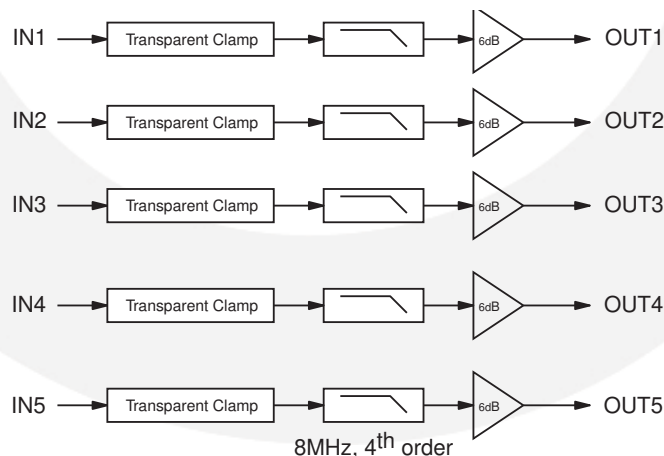 IN1 Transparent Clamp 6dB OUT1
IN2 Transparent Clamp 6dB OUT2
IN3 Transparent Clamp 6dB OUT3
IN4 Transparent Clamp 6dB OUT4
IN5 Transparent Clamp 6dB OUT5
8MHz, 4th order